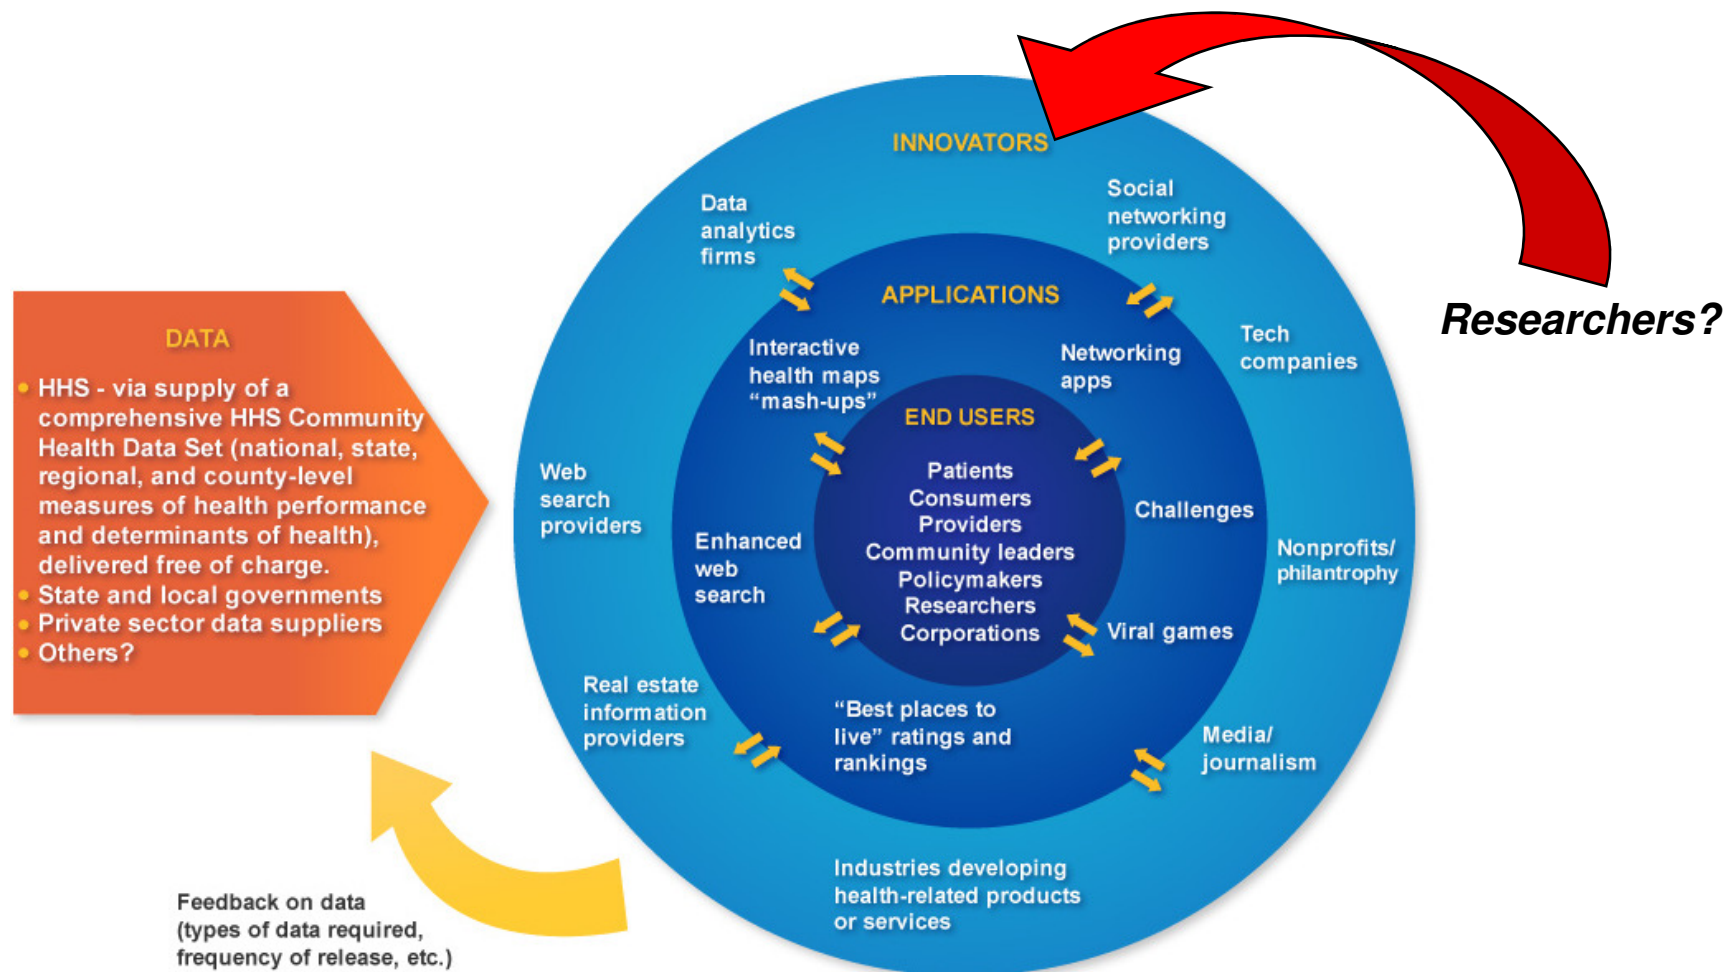 INNOVATORS
Data
analytics
firms
Social
networking
providers
Tech
companies
Web
search
providers
Nonprofits/
philantrophy
Real estate
information
providers
Media/
journalism
Industries developing
health-related products
or services
APPLICATIONS
Interactive
health maps
“mash-ups”
Networking
apps
Enhanced
web
search
Challenges
Viral games
“Best places to
live” ratings and
rankings
END USERS
Patients
Consumers
Providers
Community leaders
Policymakers
Researchers
Corporations
Researchers?
DATA
• HHS - via supply of a
comprehensive HHS Community
Health Data Set (national, state,
regional, and county-level
measures of health performance
and determinants of health),
delivered free of charge.
• State and local governments
• Private sector data suppliers
• Others?
Feedback on data
(types of data required,
frequency of release, etc.)